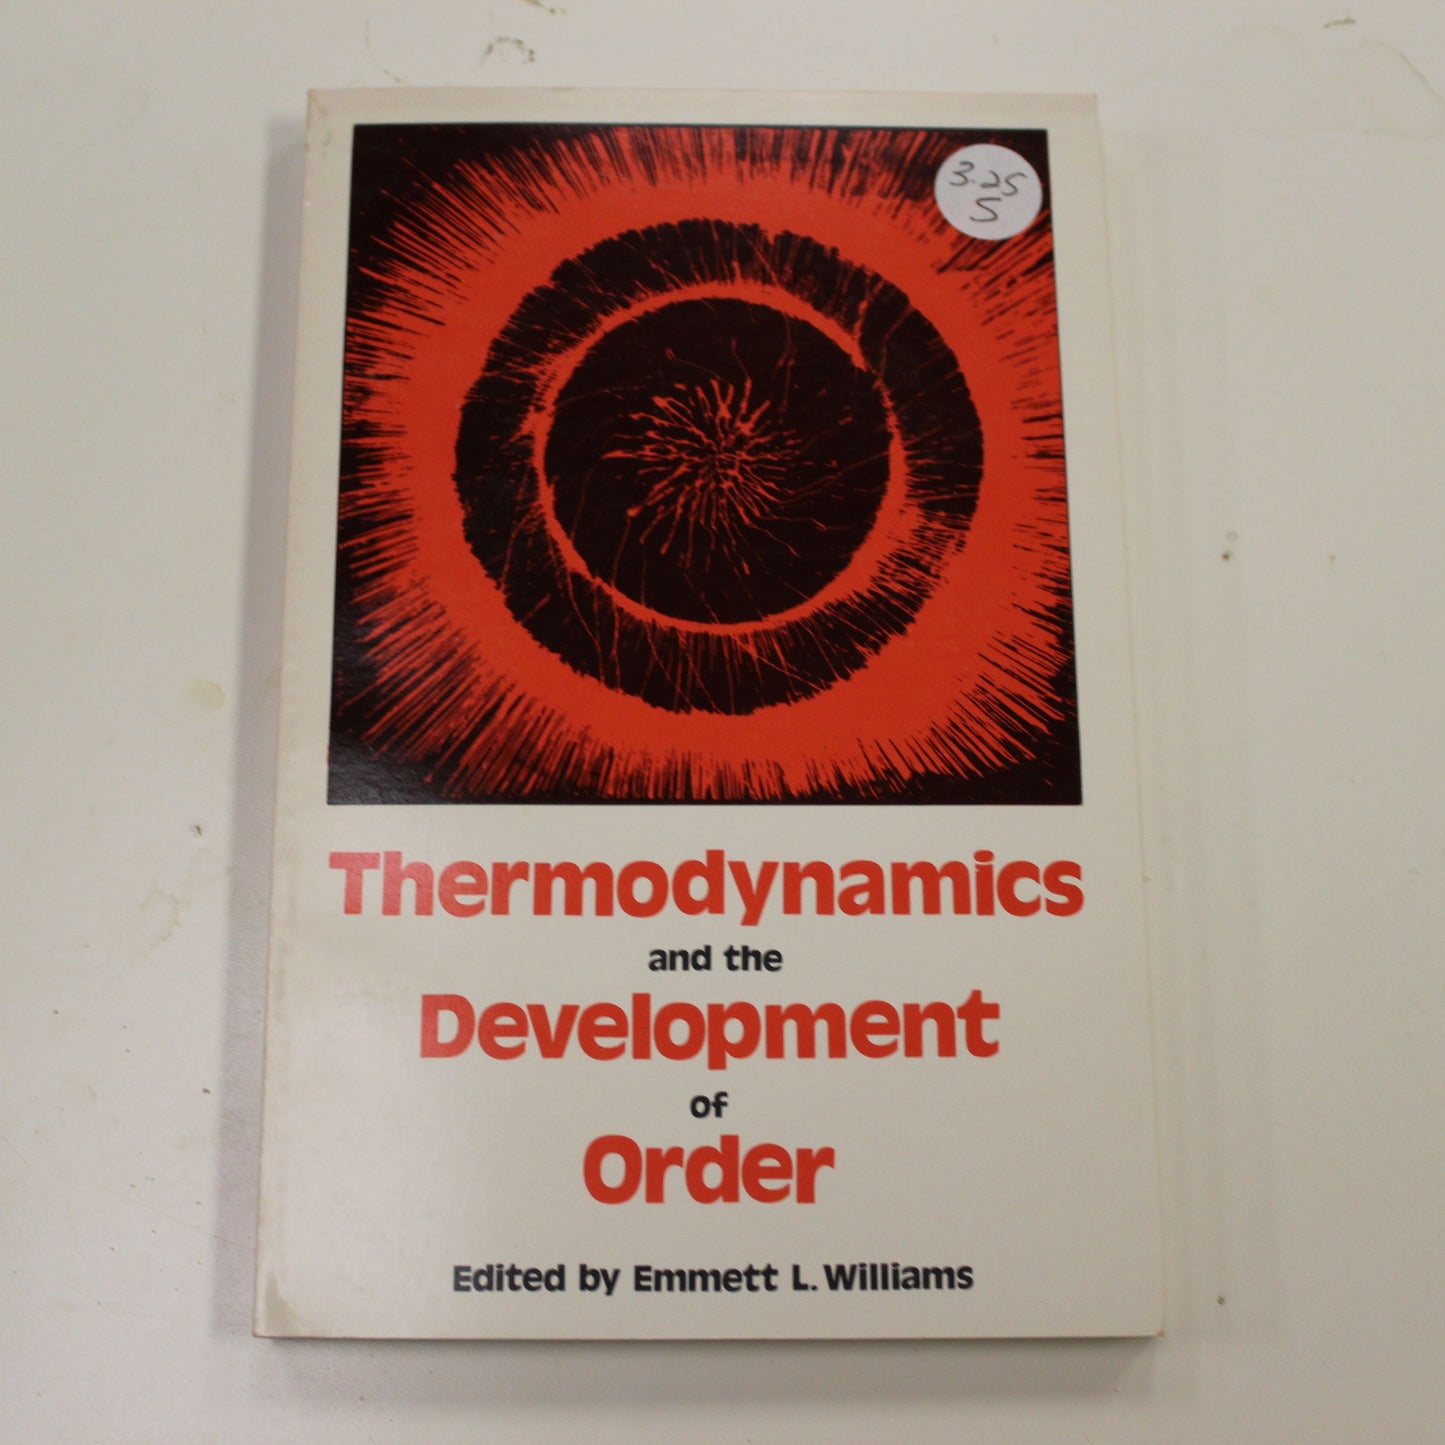 3.25
S
Thermodynamics
and the
Development
of
Order
Edited by Emmett L. Williams